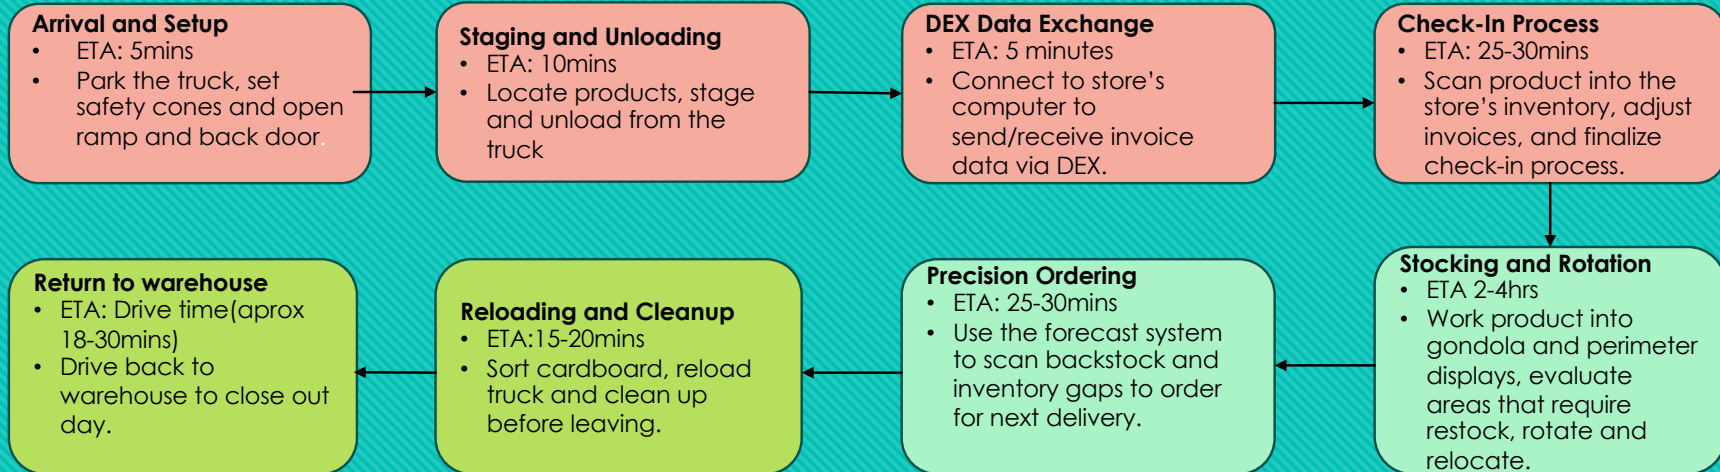 Arrival and Setup
• ETA: 5mins
• Park the truck, set
safety cones and open
ramp and back door.
Staging and Unloading
• ETA: 10mins
• Locate products, stage
and unload from the
truck
DEX Data Exchange
• ETA: 5 minutes
• Connect to store's
computer to
send/receive invoice
data via DEX.
Check-In Process
• ETA: 25-30mins
• Scan product into the
store's inventory, adjust
invoices, and finalize
check-in process.
Stocking and Rotation
• ETA 2-4hrs
• Work product into
gondola and perimeter
displays, evaluate
areas that require
restock, rotate and
relocate.
Precision Ordering
• ETA: 25-30mins
• Use the forecast system
to scan backstock and
inventory gaps to order
for next delivery.
Reloading and Cleanup
• ETA:15-20mins
• Sort cardboard, reload
truck and clean up
before leaving.
Return to warehouse
• ETA: Drive time(aprox
18-30mins)
• Drive back to
warehouse to close out
day.